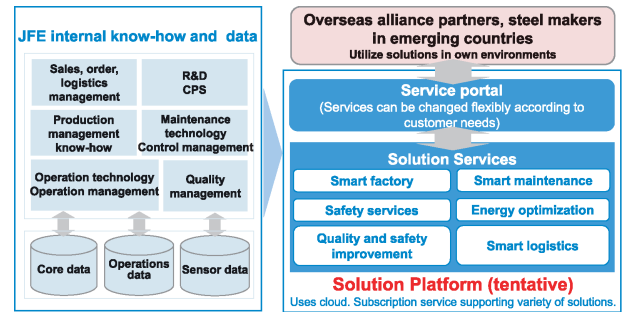 JFE internal know-how and data
Sales, order,
logistics
management
R&D
CPS
Production
management
know-how
Maintenance
technology
Control management
Operation technology
Operation management
Quality
management
Core data
Operations
data
Sensor data
Overseas alliance partners, steel makers
in emerging countries
Utilize solutions in own environments
Service portal
(Services can be changed flexibly according to
customer needs)
Solution Services
Smart factory
Smart maintenance
Safety services
Energy optimization
Quality and safety
improvement
Smart logistics
Solution Platform (tentative)
Uses cloud. Subscription service supporting variety of solutions.